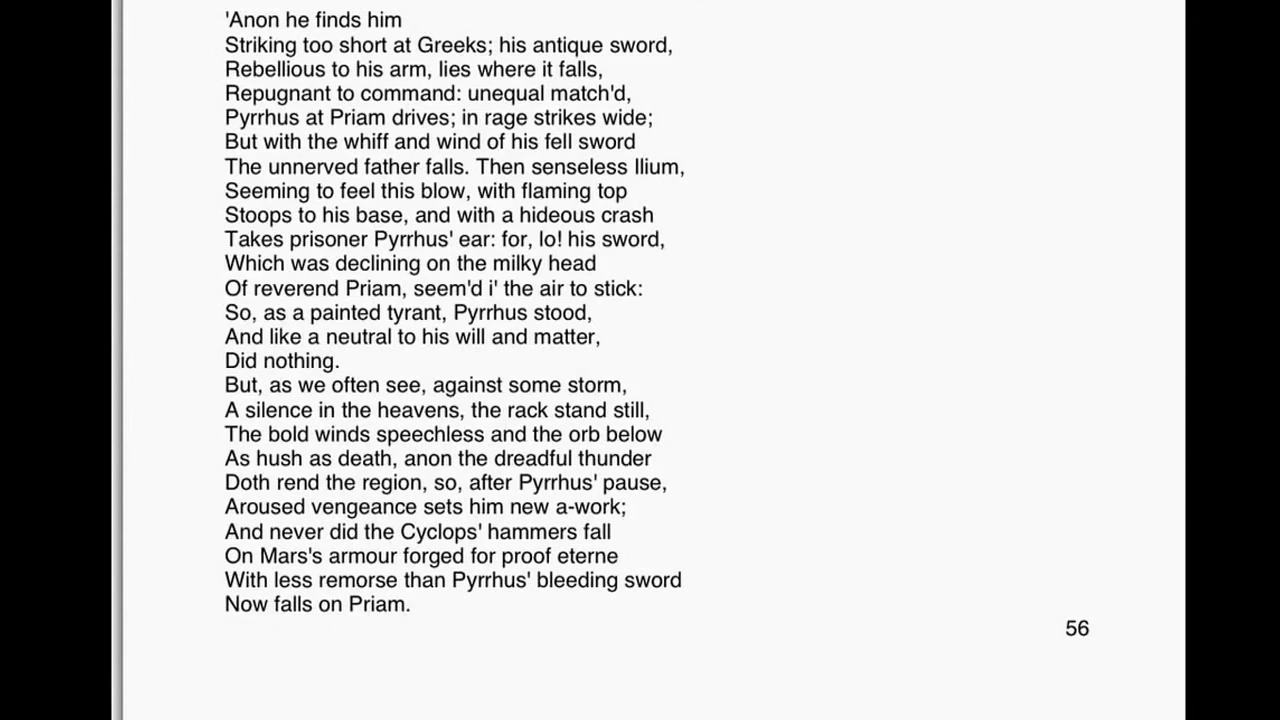 'Anon he finds him
Striking too short at Greeks; his antique sword,
Rebellious to his arm, lies where it falls,
Repugnant to command: unequal match'd,
Pyrrhus at Priam drives; in rage strikes wide;
But with the whiff and wind of his fell sword
The unnerved father falls. Then senseless Ilium,
Seeming to feel this blow, with flaming top
Stoops to his base, and with a hideous crash
Takes prisoner Pyrrhus' ear: for, lo! his sword,
Which was declining on the milky head
Of reverend Priam, seem'd i' the air to stick:
So, as a painted tyrant, Pyrrhus stood,
And like a neutral to his will and matter,
Did nothing.
But, as we often see, against some storm,
A silence in the heavens, the rack stand still,
The bold winds speechless and the orb below
As hush as death, anon the dreadful thunder
Doth rend the region, so, after Pyrrhus' pause,
Aroused vengeance sets him new a-work;
And never did the Cyclops' hammers fall
On Mars's armour forged for proof eterne
With less remorse than Pyrrhus' bleeding sword
Now falls on Priam.
56